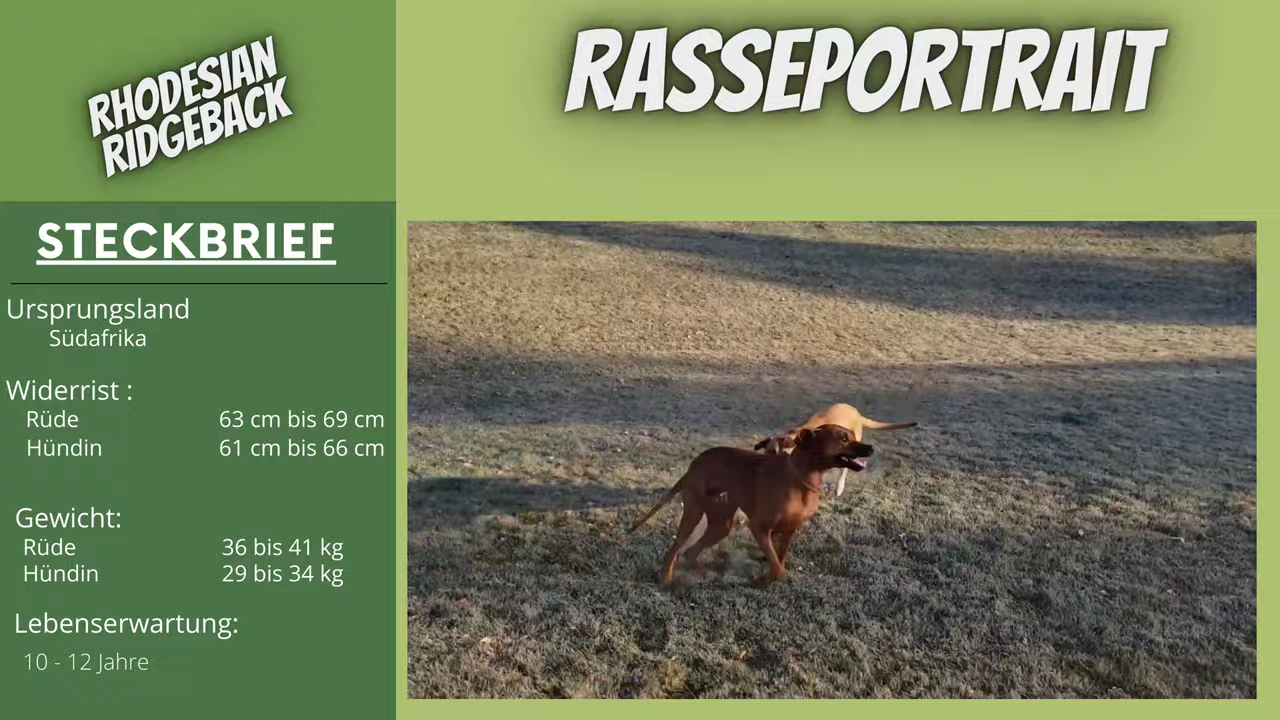 RHODESIAN
RIDGEBACK
RASSEPORTRAIT
STECKBRIEF
Ursprungsland
Südafrika
Widerrist :
Rüde 63 cm bis 69 cm
Hündin 61 cm bis 66 cm
Gewicht:
Rüde 36 bis 41 kg
Hündin 29 bis 34 kg
Lebenserwartung:
10 - 12 Jahre